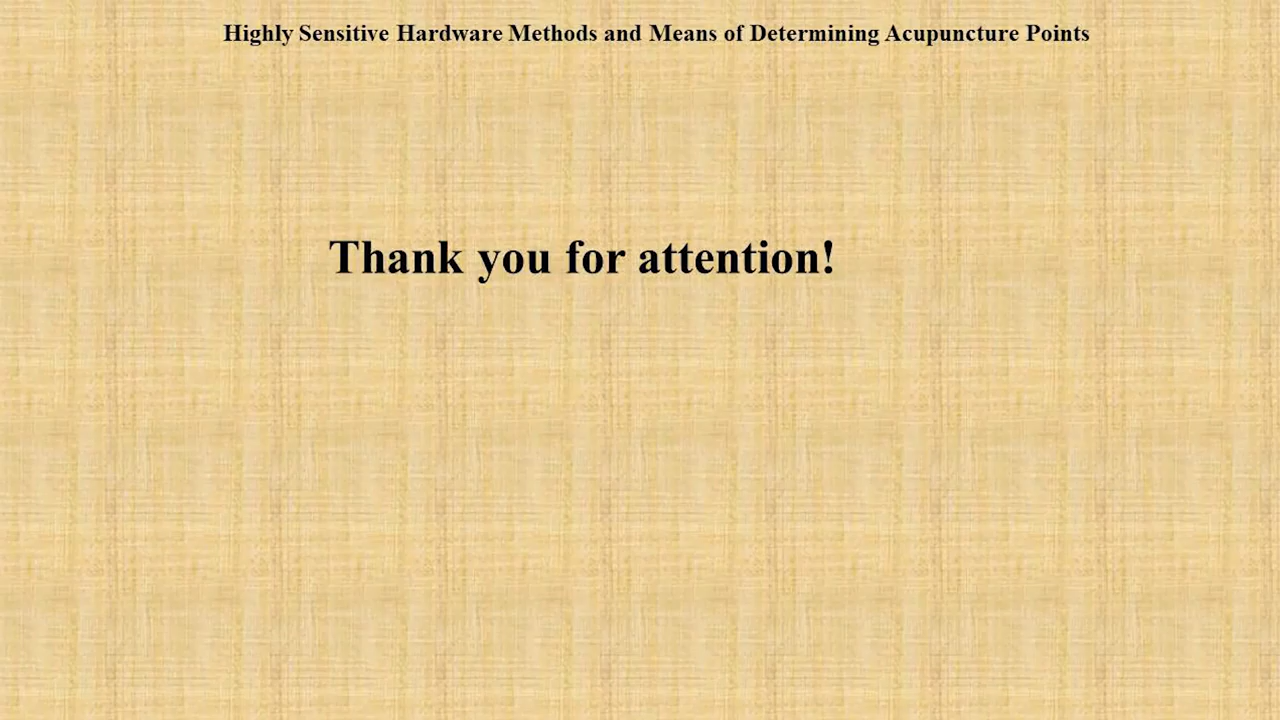 Highly Sensitive Hardware Methods and Means of Determining Acupuncture Points
Thank you for attention!